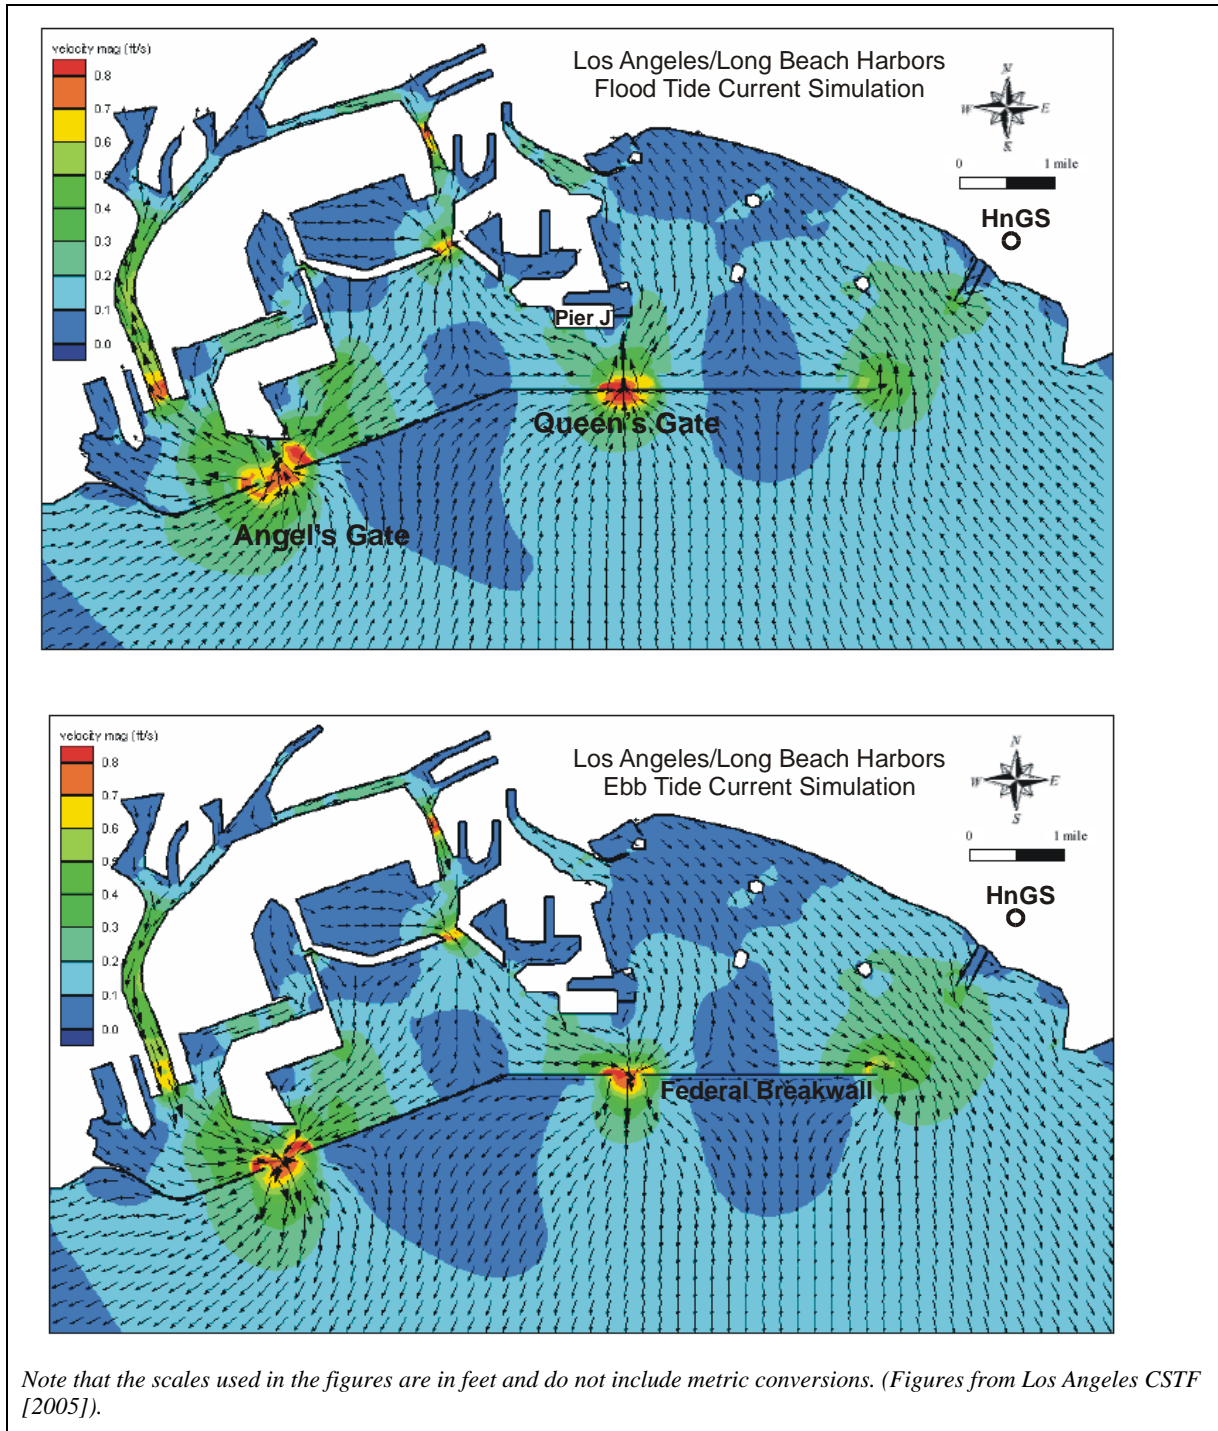 velocity mag (ft/s)
0.8
0.7
0.6
0.5
0.4
0.3
0.2
0.1
0.0
Los Angeles/Long Beach Harbors
Flood Tide Current Simulation
N
W E
S
0 1 mile
HnGS
Pier J
Queen's Gate
Angel's Gate
velocity mag (ft/s)
0.8
0.7
0.6
0.5
0.4
0.3
0.2
0.1
0.0
Los Angeles/Long Beach Harbors
Ebb Tide Current Simulation
N
W E
S
0 1 mile
HnGS
Federal Breakwall
Note that the scales used in the figures are in feet and do not include metric conversions. (Figures from Los Angeles CSTF
[2005]).